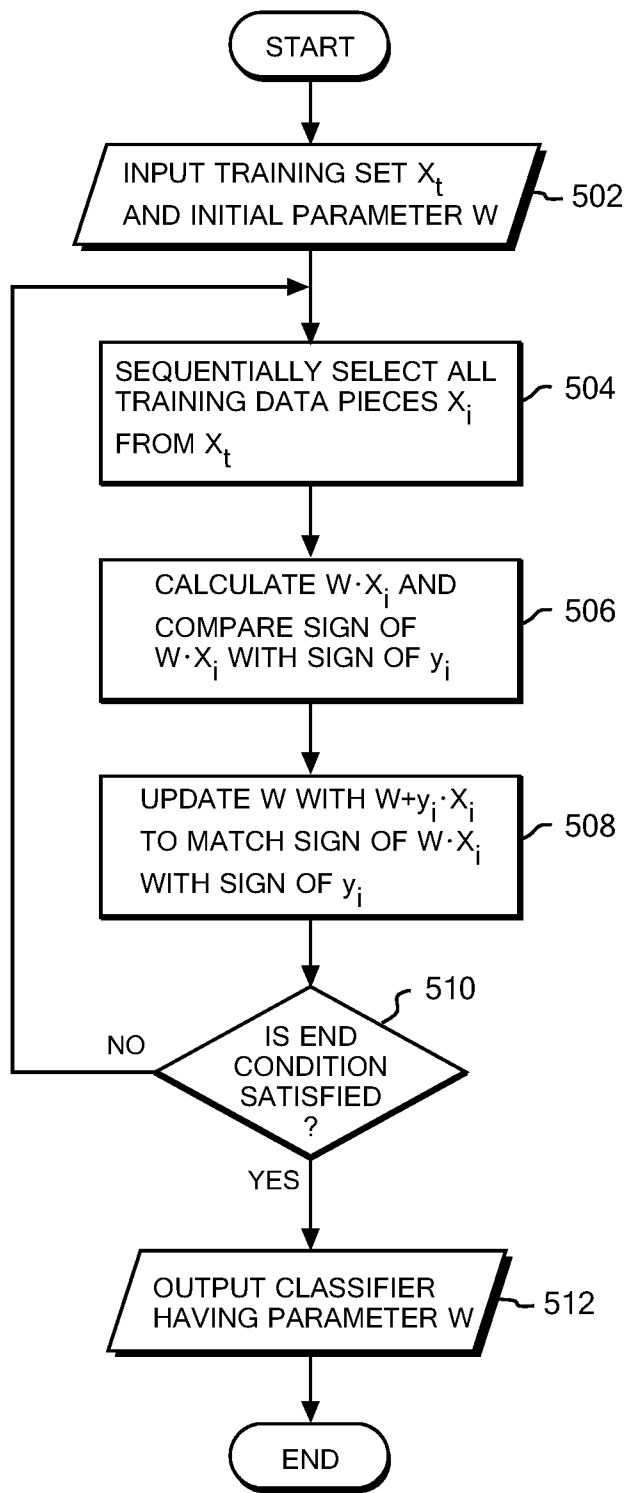 START
INPUT TRAINING SET Xt
AND INITIAL PARAMETER W
502
SEQUENTIALLY SELECT ALL
TRAINING DATA PIECES Xi
FROM Xt
504
CALCULATE W·Xi AND
COMPARE SIGN OF
W·Xi WITH SIGN OF yi
506
UPDATE W WITH W+yi·Xi
TO MATCH SIGN OF W·Xi
WITH SIGN OF yi
508
510
IS END
CONDITION
SATISFIED
?
NO
YES
OUTPUT CLASSIFIER
HAVING PARAMETER W
512
END